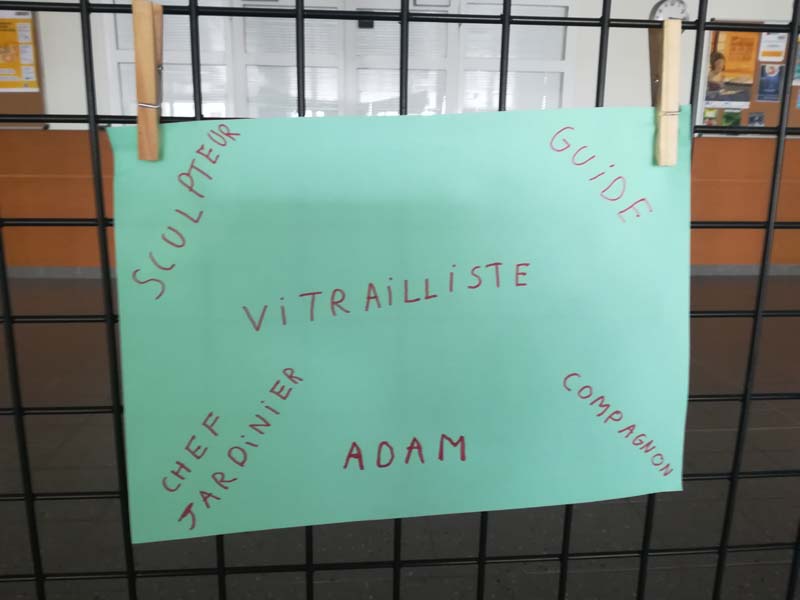 SCULPTEUR
GUiDE
ViTRAiLLiSTE
CHEF
JARDiNiER
COMPAGNON
ADAM